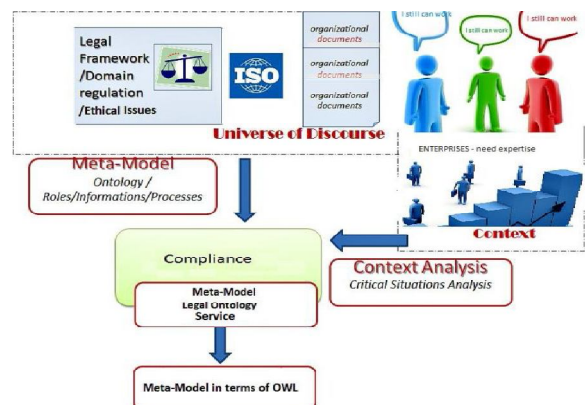 I still can work
I still can work
I still can work
Legal
Framework
/Domain
regulation
/Ethical Issues
ISO
organizational
documents
organizational
documents
organizational
documents
Universe of Discourse
ENTERPRISES - need expertise
Context
Meta-Model
Ontology /
Roles/Informations/Processes
Compliance
Context Analysis
Critical Situations Analysis
Meta-Model
Legal Ontology
Service
Meta-Model in terms of OWL